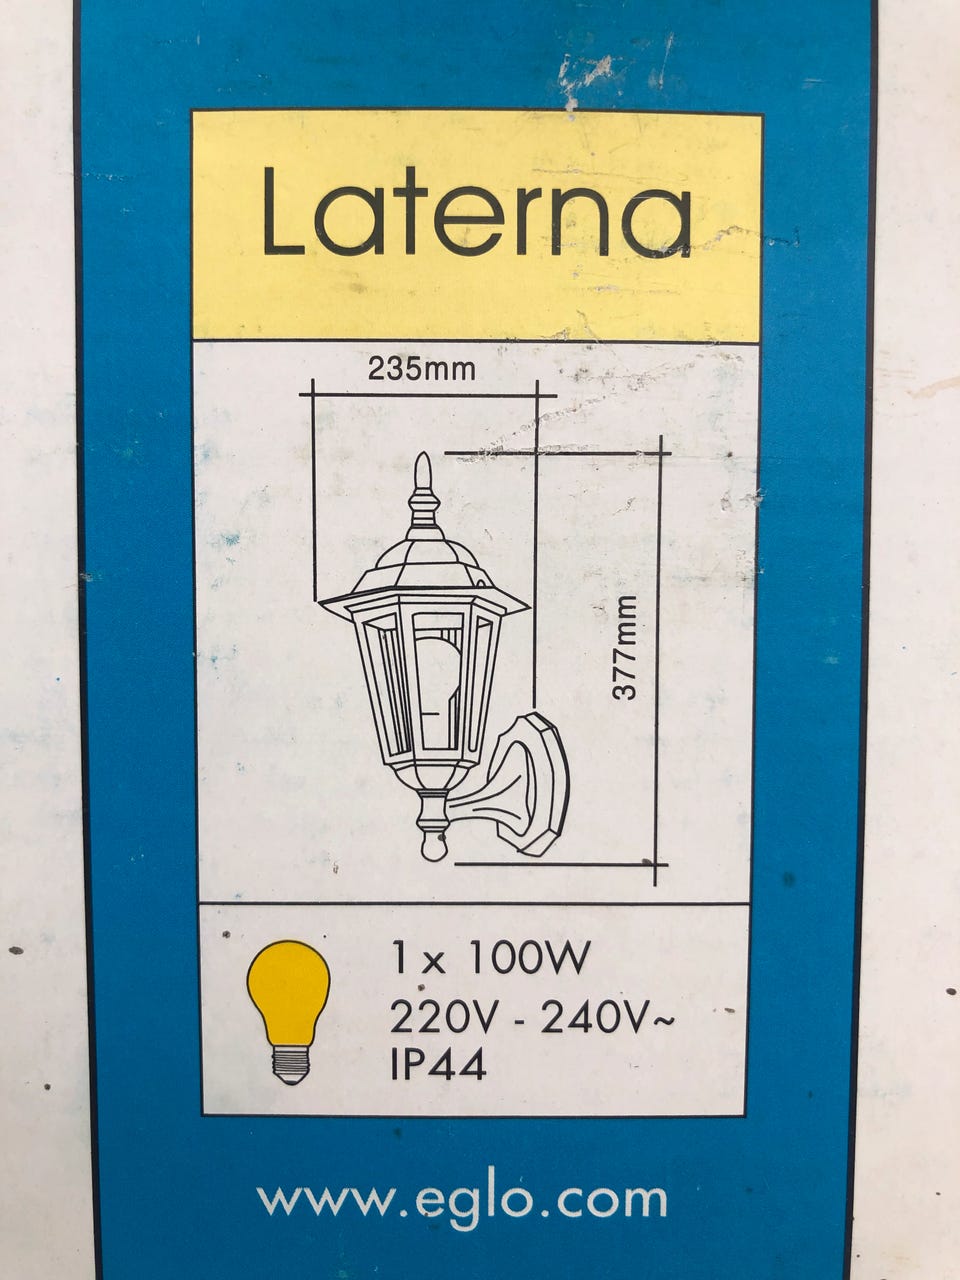 Laterna
235mm
377mm
1 x 100W
220V - 240V~
IP44
www.eglo.com